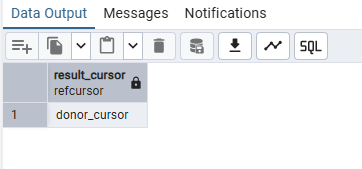 Data Output Messages Notifications
SQL
result_cursor
refcursor
1 donor_cursor